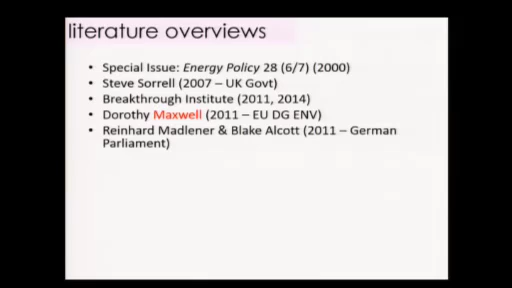 literature overviews
• Special Issue: Energy Policy 28 (6/7) (2000)
• Steve Sorrell (2007 – UK Govt)
• Breakthrough Institute (2011, 2014)
• Dorothy Maxwell (2011 – EU DG ENV)
• Reinhard Madlener & Blake Alcott (2011 – German
Parliament)